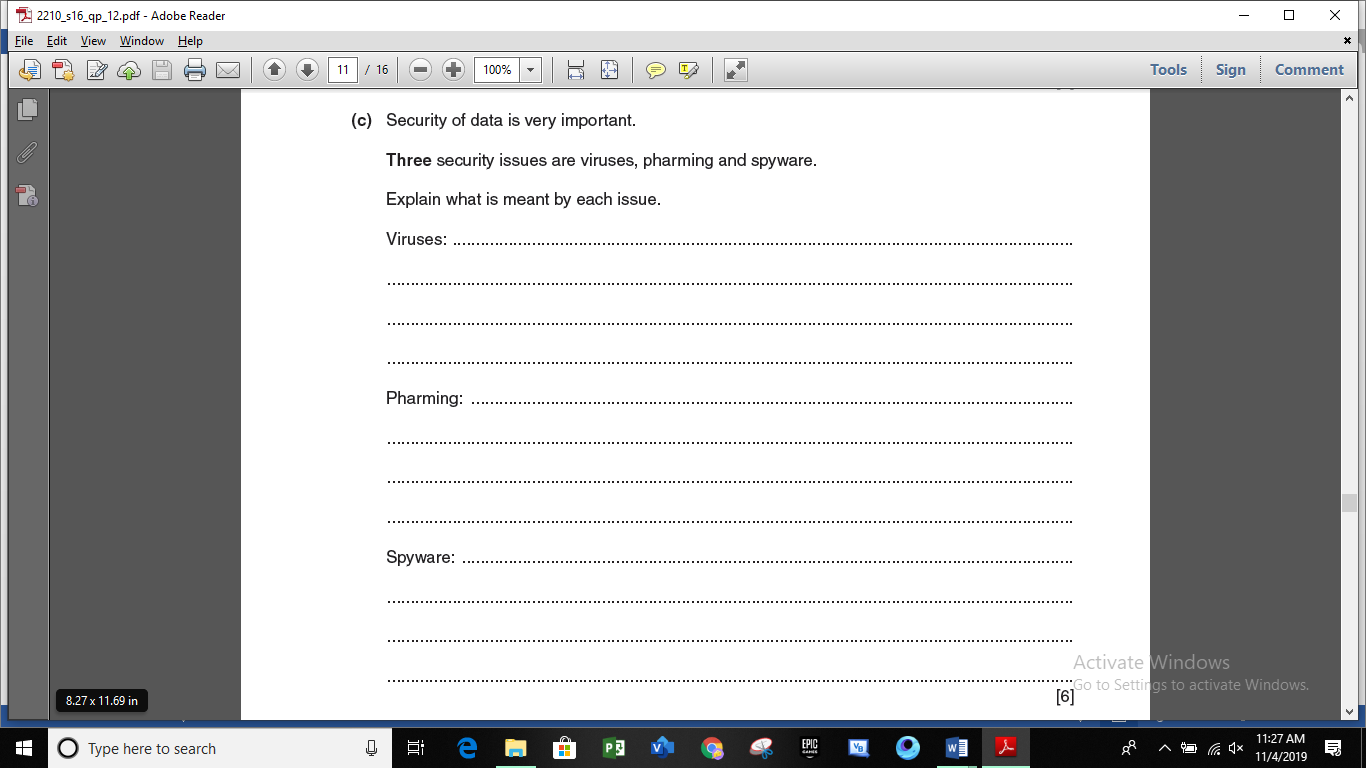 2210_s16_qp_12.pdf - Adobe Reader
File Edit View Window Help
11 / 16 100% Tools Sign Comment
(c) Security of data is very important.
Three security issues are viruses, pharming and spyware.
Explain what is meant by each issue.
Viruses: ..........
..........
..........
..........
Pharming: ..........
..........
..........
..........
Spyware: ..........
..........
..........
..........
[6]
Activate Windows
Go to Settings to activate Windows.
8.27 x 11.69 in
Type here to search
11:27 AM
11/4/2019